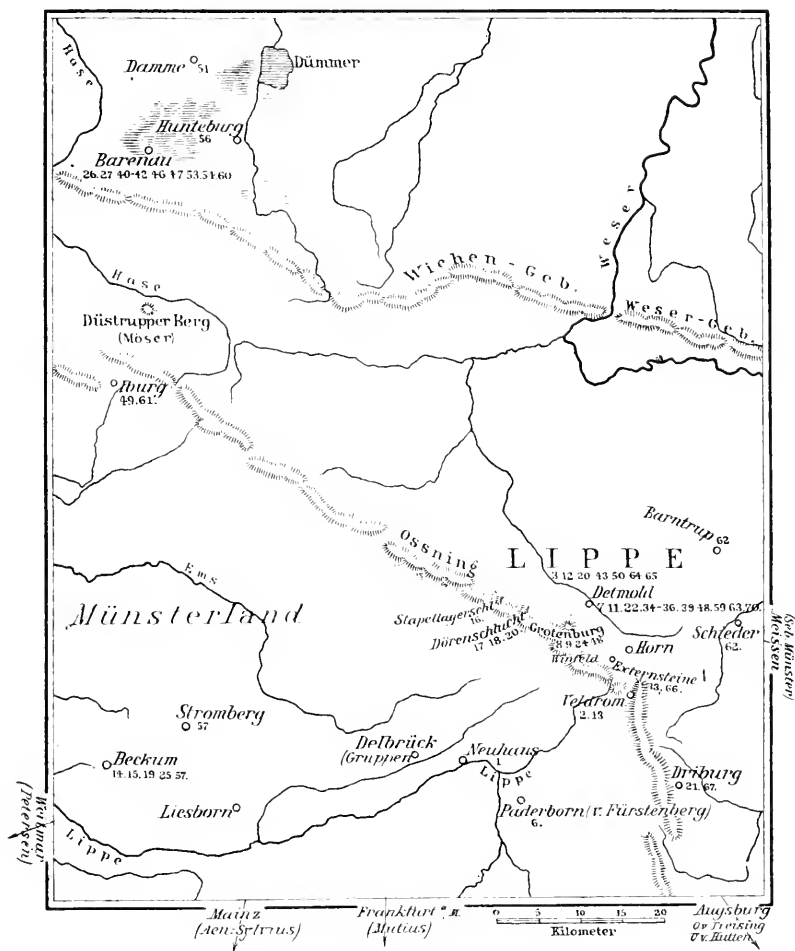 Hase
Damme
51
Dümmer
Hunteburg
56
Barenau
26. 27 40-42 46 47 53. 54. 60
Weser
Wiehen-Geb.
Weser-Geb.
Hase
Düstrupper Berg
(Möser)
Iburg
49. 61.
Barntrup
62
Ossning
LIPPE
3 12 20 43 50 64 65
Ems
Detmold
7 11. 22. 34-36. 39 48. 59 63. 70.
Münsterland
Stapellagerschl.
16.
Dörenschlucht
17 18. 20
Grotenburg
8 9 24 48
Schieder
62.
Horn
Winfeld
Externsteine
13, 66.
(Seb. Münster)
Meissen
Veldrom
2. 13
Stromberg
57
Delbrück
(Gruppen)
Neuhaus
1
Beckum
14. 15, 19 25 57.
Lippe
Driburg
21. 67.
Liesborn
Paderborn (v. Fürstenberg)
6.
(Petersen)
Lippe
Mainz
(Aen. Sylvius)
Frankfurt a. M.
(Mutius)
0 5 10 15 20
Kilometer
Augsburg
O v Freising
U v. Hutten